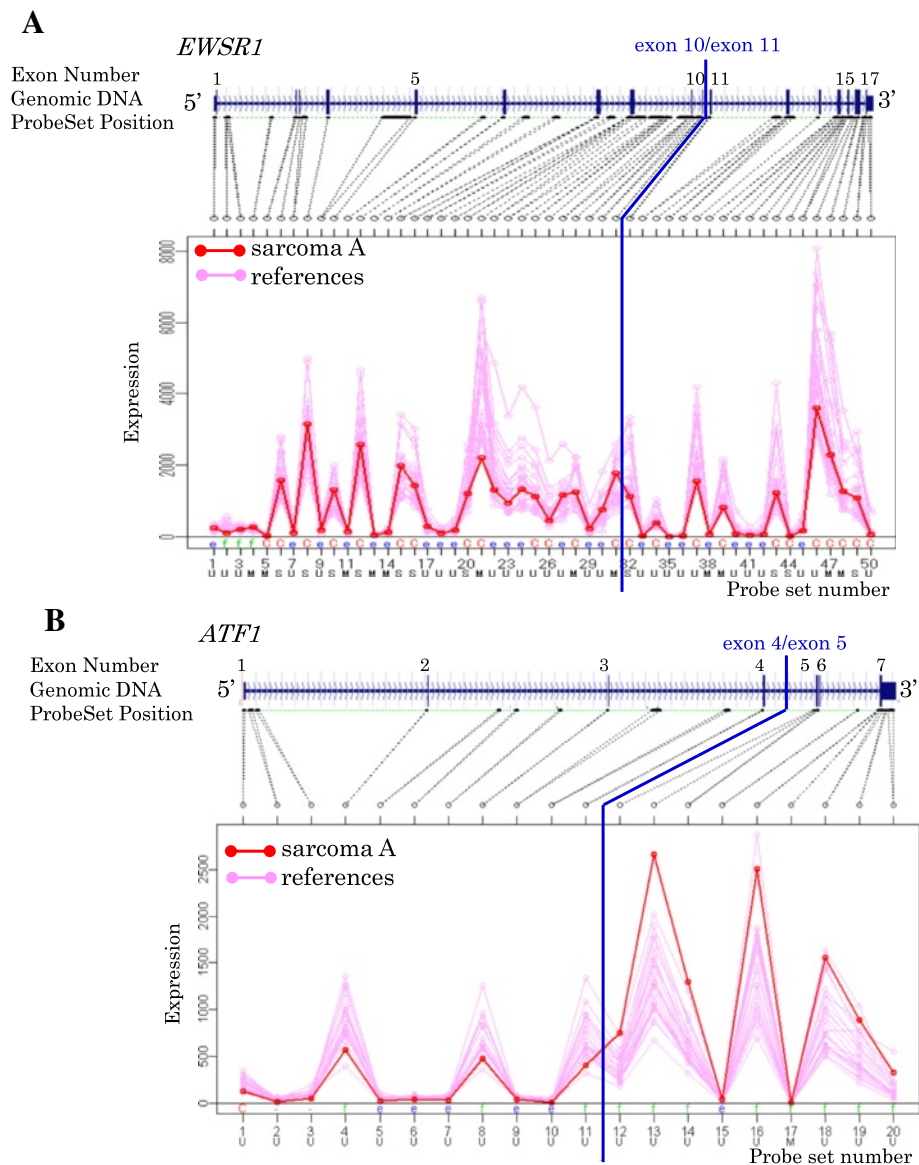 A
EWSR1
exon 10/exon 11
Exon Number 1 5 10 11 15 17
Genomic DNA 5’ 3’
ProbeSet Position
sarcoma A
references
Expression
0 2000 4000 6000 8000
e f f f C C e C e C e C e e C C e e e C C e e e C C e C e e C C e C e e C e C e e e C C e C C C C C
1 3 5 7 9 11 14 17 20 23 26 29 32 35 38 41 44 47 50
Probe set number
B
ATF1
exon 4/exon 5
Exon Number 1 2 3 4 5 6 7
Genomic DNA 5’ 3’
ProbeSet Position
sarcoma A
references
Expression
0 500 1000 1500 2000 2500
C - - f e e e f e e f f f f e f f f f f
1 2 3 4 5 6 7 8 9 10 11 12 13 14 15 16 17 18 19 20
U U U U U U U U U U U U U U U U M U U U
Probe set number